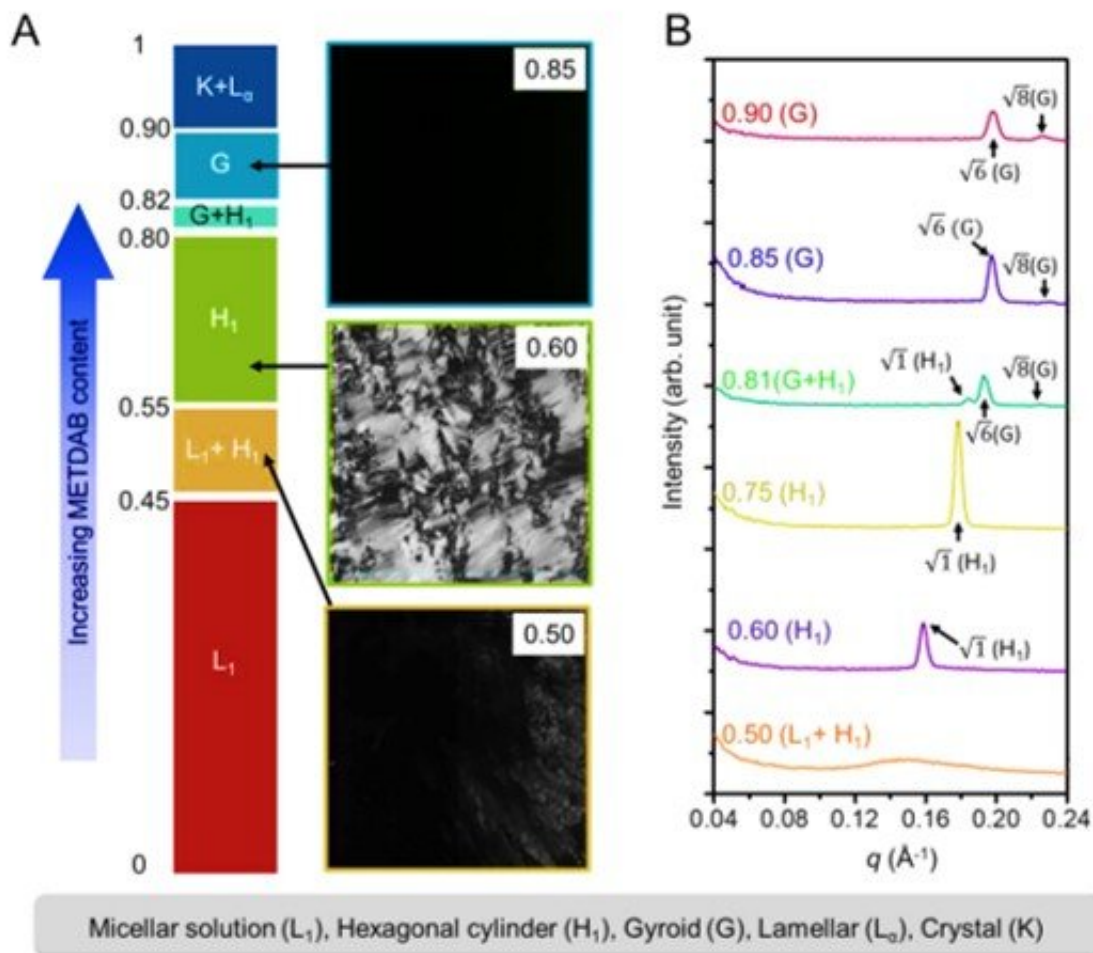 A
1
K+Lα
0.90
G
0.82
G+H₁
0.80
H₁
0.55
L₁+ H₁
0.45
L₁
0
Increasing METDAB content
0.85
0.60
0.50
B
Intensity (arb. unit)
0.90 (G)
√8(G)
√6 (G)
0.85 (G)
√6 (G)
√8(G)
0.81(G+H₁)
√1 (H₁)
√8(G)
√6(G)
0.75 (H₁)
√1 (H₁)
0.60 (H₁)
√1 (H₁)
0.50 (L₁+ H₁)
0.04 0.08 0.12 0.16 0.20 0.24
q (Å⁻¹)
Micellar solution (L₁), Hexagonal cylinder (H₁), Gyroid (G), Lamellar (Lα), Crystal (K)